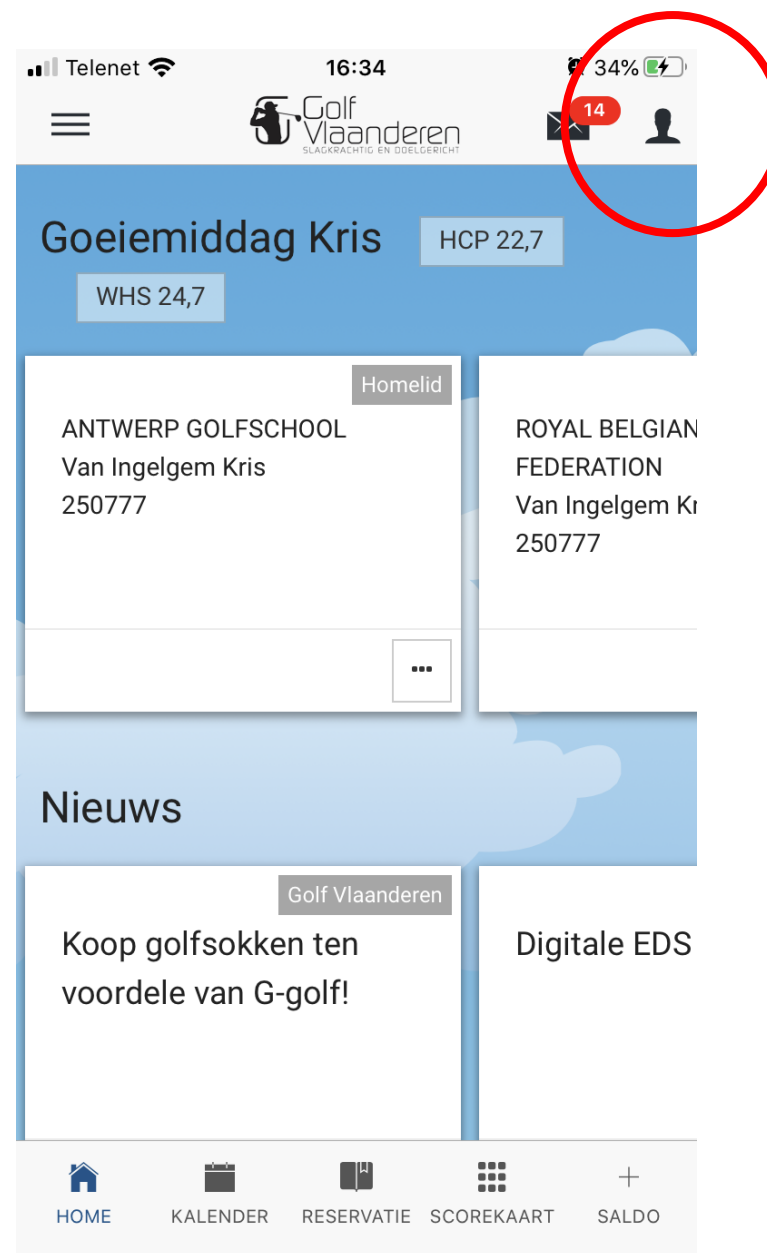 Telenet 16:34 34%
Golf
Vlaanderen
SLAGKRACHTIG EN DOELGERICHT
14
Goeiemiddag Kris HCP 22,7
WHS 24,7
Homelid
ANTWERP GOLFSCHOOL
Van Ingelgem Kris
250777
ROYAL BELGIAN
FEDERATION
Van Ingelgem Kr
250777
Nieuws
Golf Vlaanderen
Koop golfsokken ten
voordele van G-golf!
Digitale EDS
HOME KALENDER RESERVATIE SCOREKAART SALDO